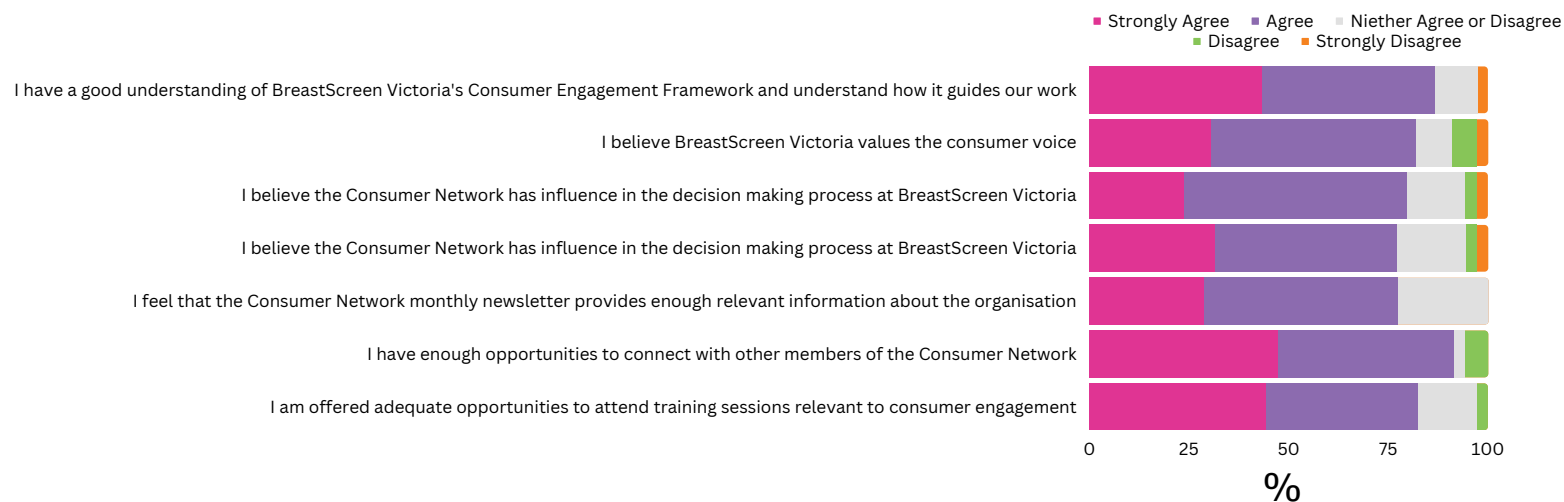 Strongly Agree Agree Niether Agree or Disagree
Disagree Strongly Disagree
I have a good understanding of BreastScreen Victoria's Consumer Engagement Framework and understand how it guides our work
I believe BreastScreen Victoria values the consumer voice
I believe the Consumer Network has influence in the decision making process at BreastScreen Victoria
I believe the Consumer Network has influence in the decision making process at BreastScreen Victoria
I feel that the Consumer Network monthly newsletter provides enough relevant information about the organisation
I have enough opportunities to connect with other members of the Consumer Network
I am offered adequate opportunities to attend training sessions relevant to consumer engagement
0 25 50 75 100
%